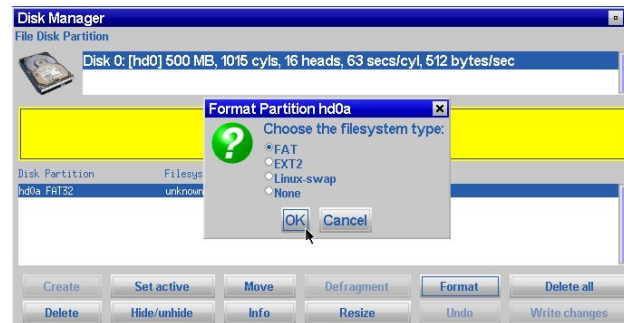 Disk Manager
File Disk Partition
Disk 0: [hd0] 500 MB, 1015 cyls, 16 heads, 63 secs/cyl, 512 bytes/sec
Format Partition hd0a
Choose the filesystem type:
FAT
EXT2
Linux-swap
None
OK Cancel
Disk Partition Filesys
hd0a FAT32 unknown
Create Set active Move Defragment Format Delete all
Delete Hide/unhide Info Resize Undo Write changes